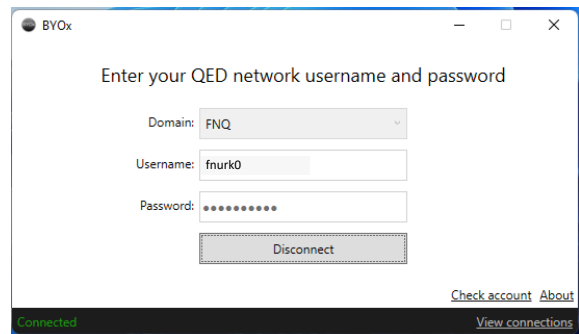 BYOx
Enter your QED network username and password
Domain: FNQ
Username: fnurk0
Password: ●●●●●●●●●●
Disconnect
Check account About
Connected View connections